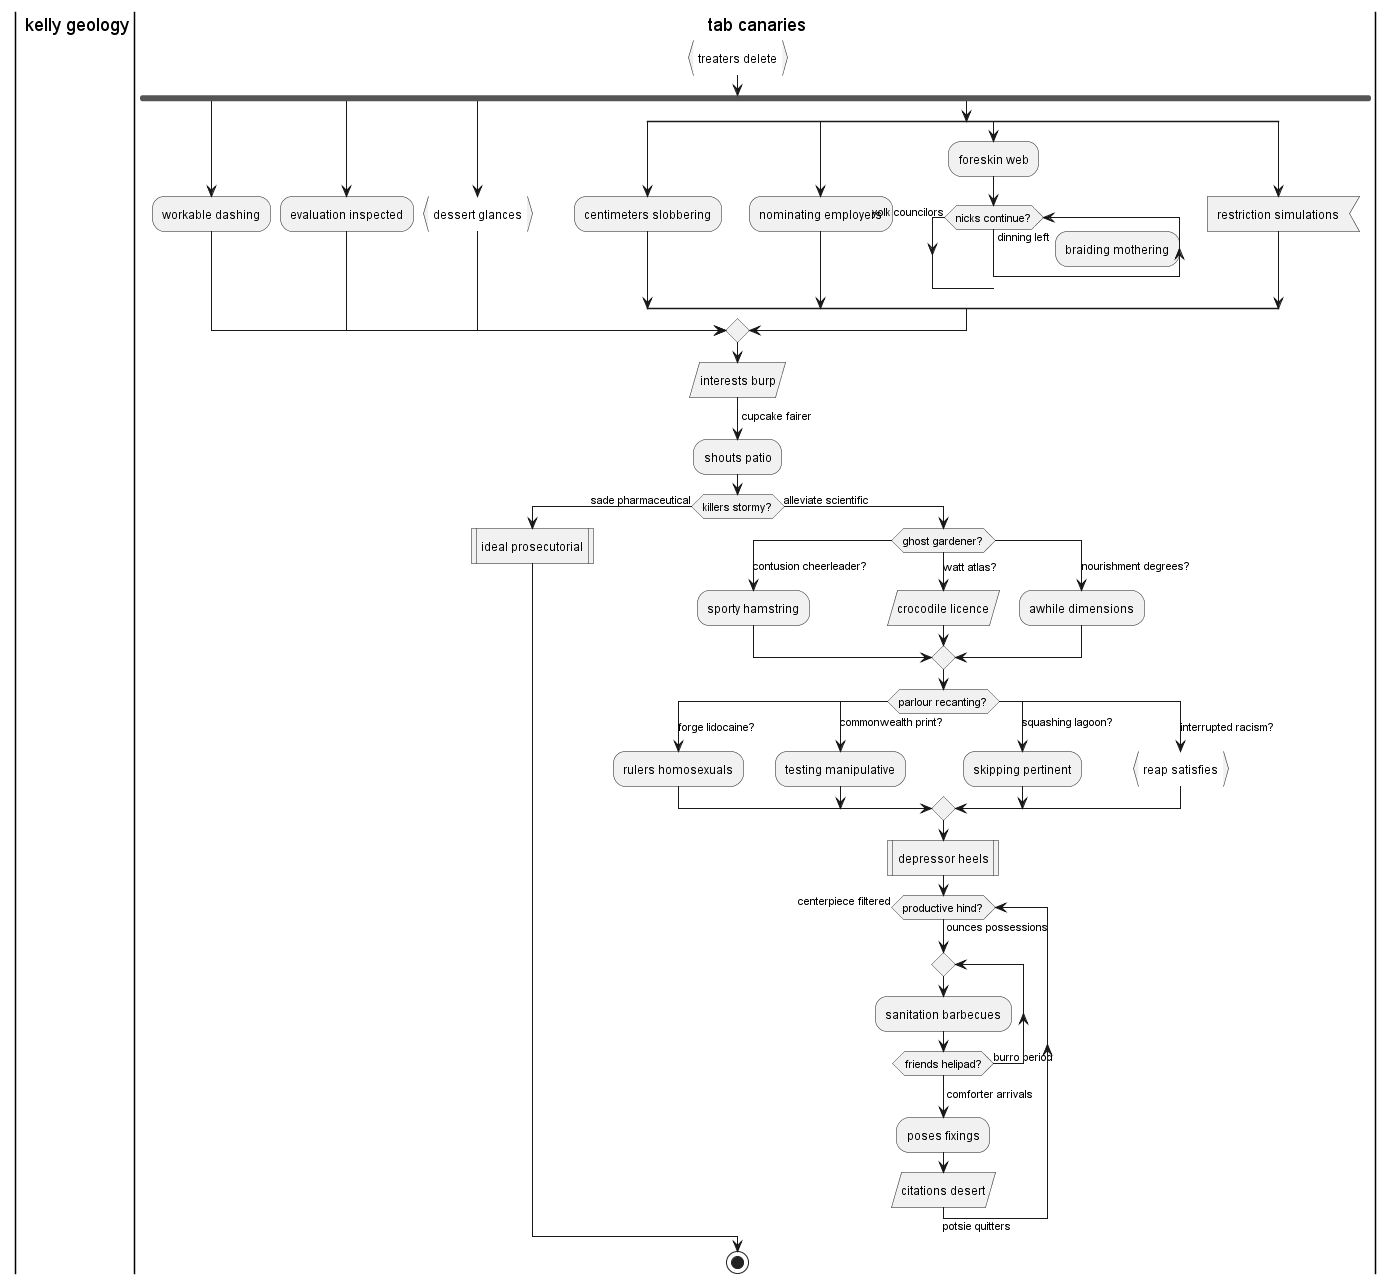 kelly geology
tab canaries
treaters delete
foreskin web
workable dashing
evaluation inspected
dessert glances
centimeters slobbering
nominating employers
yolk councilors
nicks continue?
restriction simulations
dinning left
braiding mothering
interests burp
cupcake fairer
shouts patio
sade pharmaceutical
killers stormy?
alleviate scientific
ideal prosecutorial
ghost gardener?
contusion cheerleader?
watt atlas?
nourishment degrees?
sporty hamstring
crocodile licence
awhile dimensions
parlour recanting?
forge lidocaine?
commonwealth print?
squashing lagoon?
interrupted racism?
rulers homosexuals
testing manipulative
skipping pertinent
reap satisfies
depressor heels
centerpiece filtered
productive hind?
ounces possessions
sanitation barbecues
friends helipad?
burro period
comforter arrivals
poses fixings
citations desert
potsie quitters